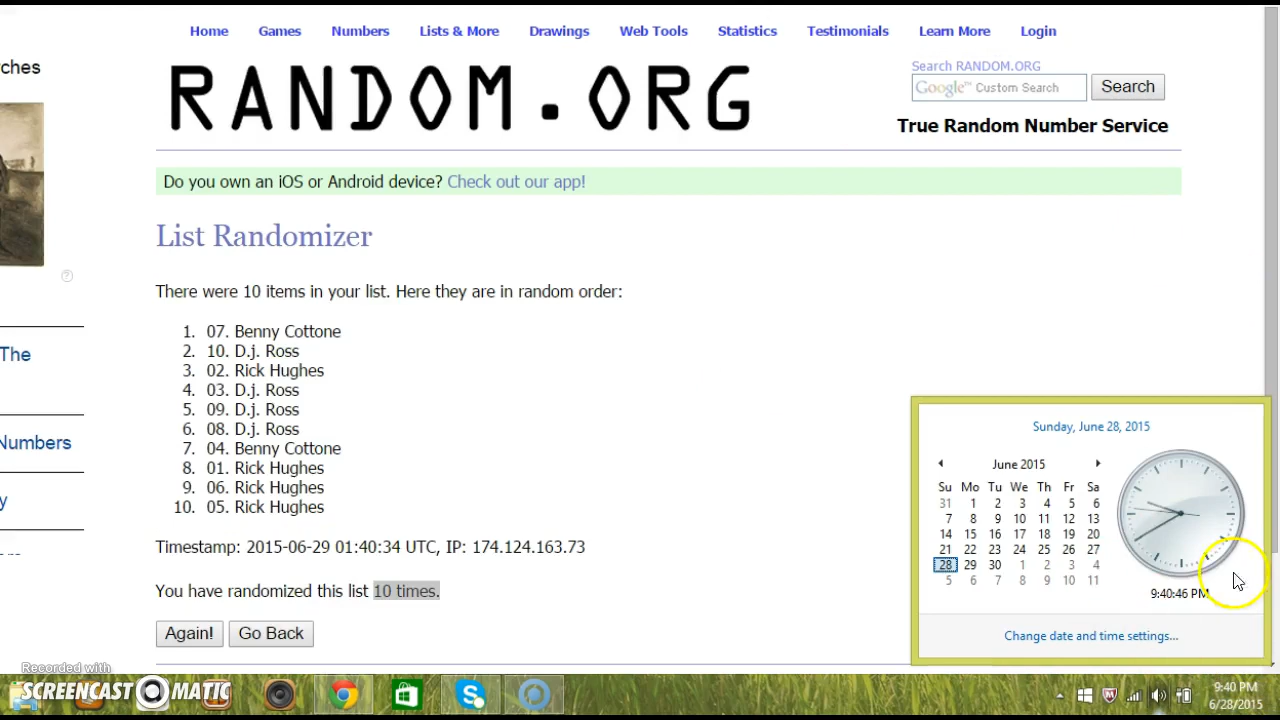 Home Games Numbers Lists & More Drawings Web Tools Statistics Testimonials Learn More Login
rches
RANDOM.ORG
Search RANDOM.ORG
Google™ Custom Search Search
True Random Number Service
Do you own an iOS or Android device? Check out our app!
List Randomizer
There were 10 items in your list. Here they are in random order:
1. 07. Benny Cottone
2. 10. D.j. Ross
3. 02. Rick Hughes
4. 03. D.j. Ross
5. 09. D.j. Ross
6. 08. D.j. Ross
7. 04. Benny Cottone
8. 01. Rick Hughes
9. 06. Rick Hughes
10. 05. Rick Hughes
Timestamp: 2015-06-29 01:40:34 UTC, IP: 174.124.163.73
You have randomized this list 10 times.
Again! Go Back
The
Numbers
y
Sunday, June 28, 2015
June 2015
Su Mo Tu We Th Fr Sa
31 1 2 3 4 5 6
7 8 9 10 11 12 13
14 15 16 17 18 19 20
21 22 23 24 25 26 27
28 29 30 1 2 3 4
5 6 7 8 9 10 11
9:40:46 PM
Change date and time settings...
Recorded with
SCREENCAST MATIC
9:40 PM
6/28/2015